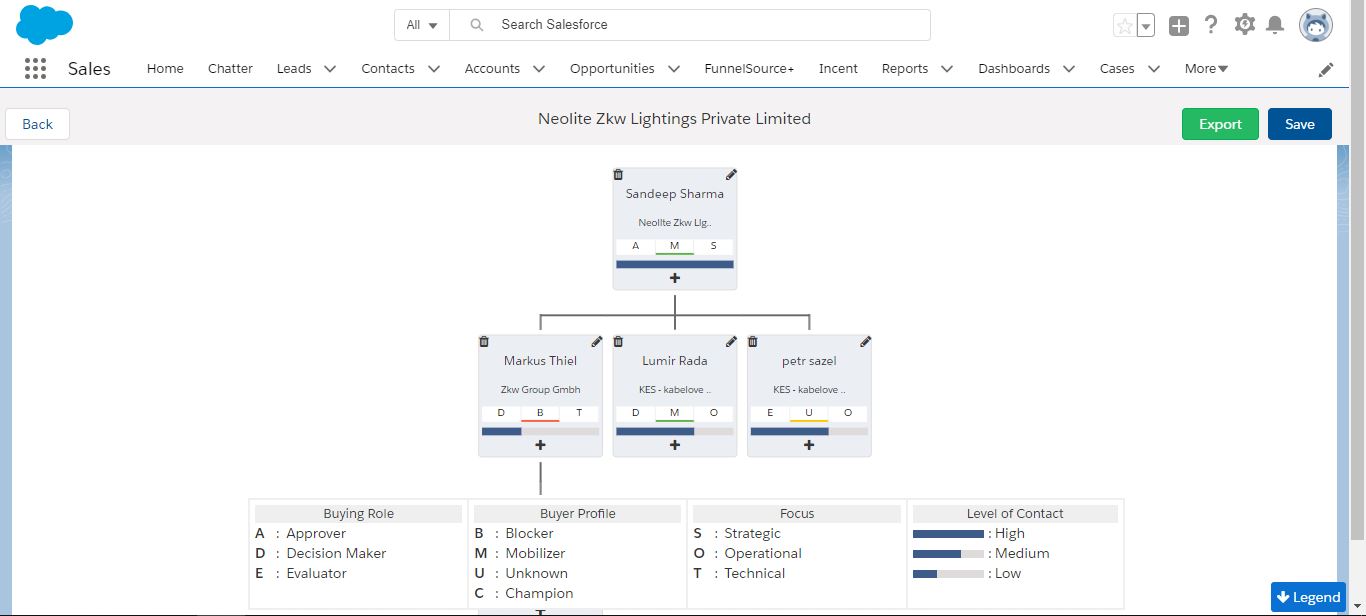 All
Search Salesforce
Sales Home Chatter Leads Contacts Accounts Opportunities FunnelSource+ Incent Reports Dashboards Cases More
Back
Neolite Zkw Lightings Private Limited
Export Save
Sandeep Sharma
Neolite Zkw Lig..
A M S
Markus Thiel Lumir Rada petr sazel
Zkw Group Gmbh KES - kabelove .. KES - kabelove ..
D B T D M O E U O
Buying Role Buyer Profile Focus Level of Contact
A : Approver B : Blocker S : Strategic : High
D : Decision Maker M : Mobilizer O : Operational : Medium
E : Evaluator U : Unknown T : Technical : Low
C : Champion
Legend